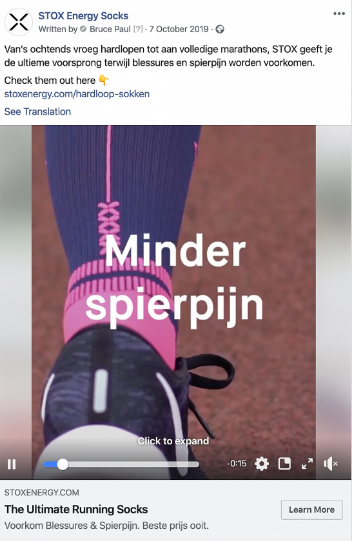 STOX Energy Socks
Written by Bruce Paul [?] · 7 October 2019 ·
Van's ochtends vroeg hardlopen tot aan volledige marathons, STOX geeft je
de ultieme voorsprong terwijl blessures en spierpijn worden voorkomen.
Check them out here 👇
stoxenergy.com/hardloop-sokken
See Translation
Minder
spierpijn
Click to expand
-0:15
STOXENERGY.COM
The Ultimate Running Socks
Learn More
Voorkom Blessures & Spierpijn. Beste prijs ooit.